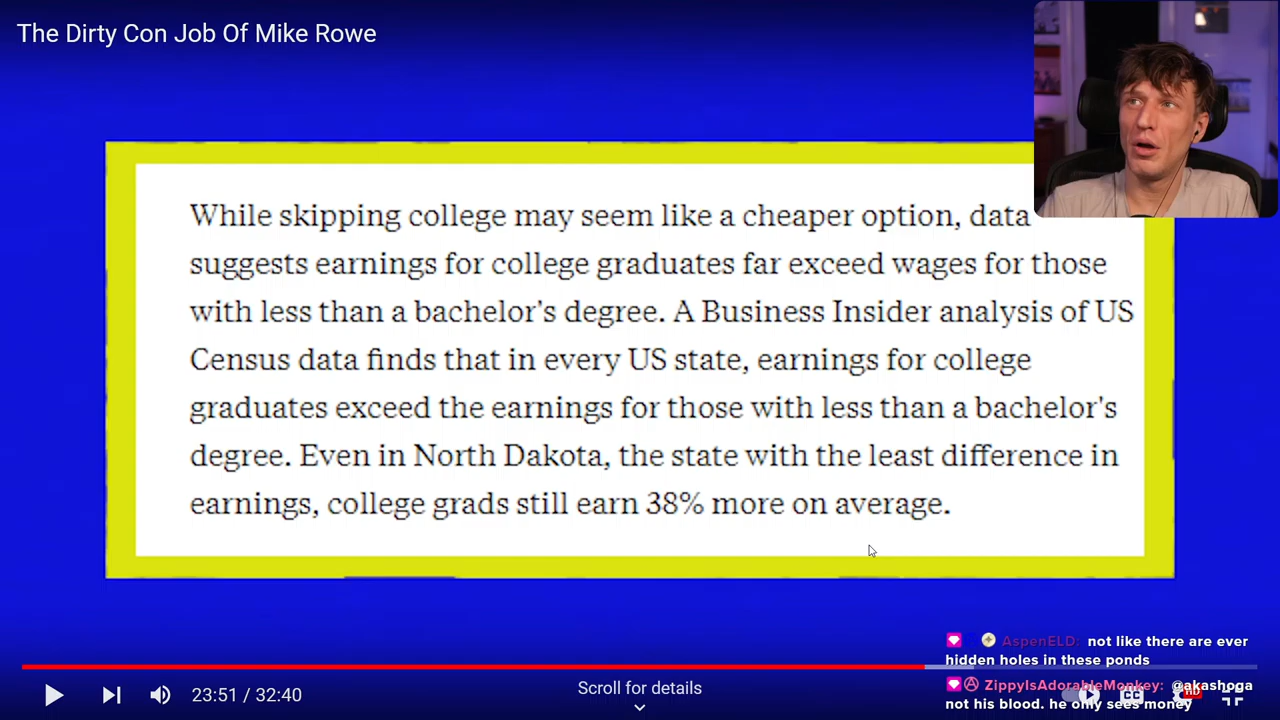 The Dirty Con Job Of Mike Rowe
While skipping college may seem like a cheaper option, data
suggests earnings for college graduates far exceed wages for those
with less than a bachelor's degree. A Business Insider analysis of US
Census data finds that in every US state, earnings for college
graduates exceed the earnings for those with less than a bachelor's
degree. Even in North Dakota, the state with the least difference in
earnings, college grads still earn 38% more on average.
AspenELD: not like there are ever
hidden holes in these ponds
ZippyIsAdorableMonkey: @akashoga
not his blood. he only sees money
23:51 / 32:40
Scroll for details
CC
HD